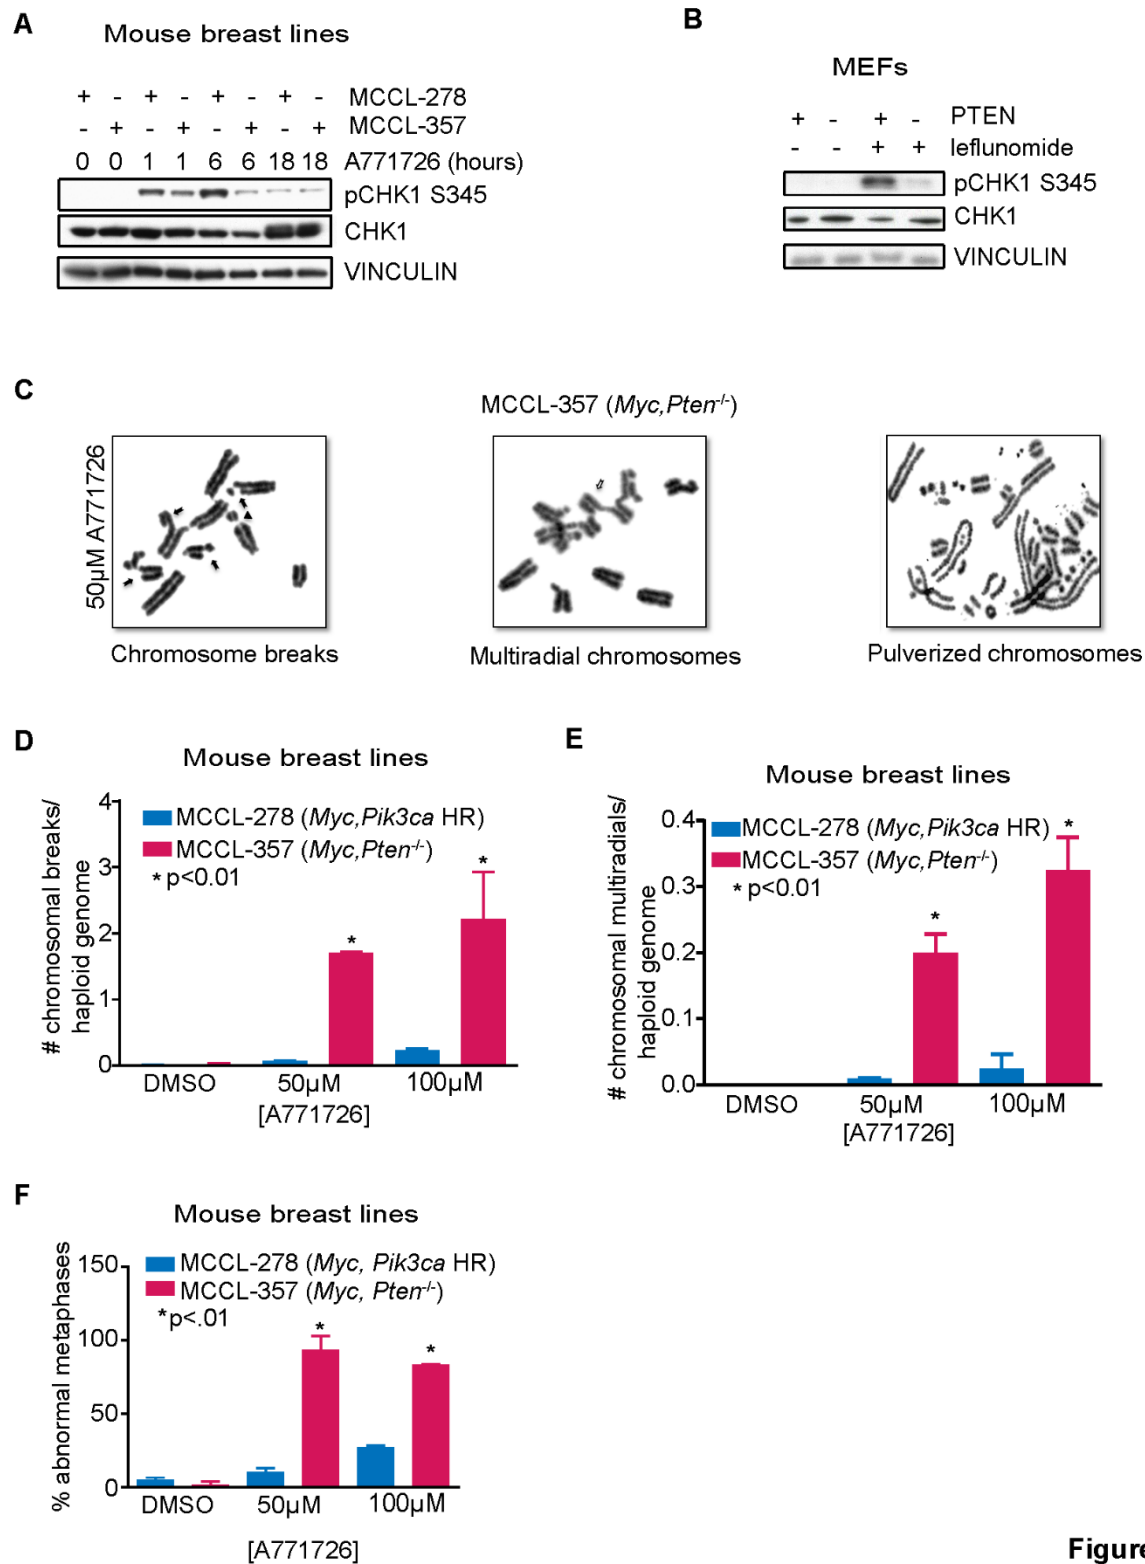 A
Mouse breast lines
+ - + - + - + - MCCL-278
- + - + - + - + MCCL-357
0 0 1 1 6 6 18 18 A771726 (hours)
pCHK1 S345
CHK1
VINCULIN
B
MEFs
+ - + - PTEN
- - + + leflunomide
pCHK1 S345
CHK1
VINCULIN
C
MCCL-357 (Myc,Pten-/-)
50µM A771726
Chromosome breaks
Multiradial chromosomes
Pulverized chromosomes
D
Mouse breast lines
# chromosomal breaks/
haploid genome
4
3
2
1
0
MCCL-278 (Myc,Pik3ca HR)
MCCL-357 (Myc,Pten-/-)
* p<0.01
*
*
DMSO 50µM 100µM
[A771726]
E
Mouse breast lines
# chromosomal multiradials/
haploid genome
0.4
0.3
0.2
0.1
0.0
MCCL-278 (Myc,Pik3ca HR)
MCCL-357 (Myc,Pten-/-)
* p<0.01
*
*
DMSO 50µM 100µM
[A771726]
F
Mouse breast lines
% abnormal metaphases
150
100
50
0
MCCL-278 (Myc, Pik3ca HR)
MCCL-357 (Myc, Pten-/-)
*p<.01
*
*
DMSO 50µM 100µM
[A771726]
Figure